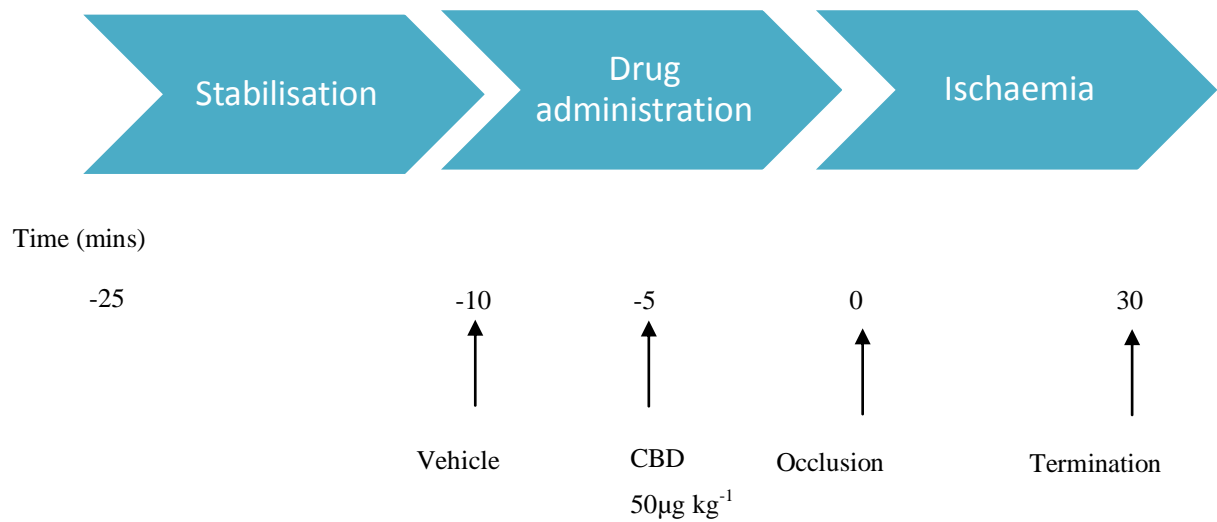 Stabilisation
Drug
administration
Ischaemia
Time (mins)
-25 -10 -5 0 30
Vehicle CBD Occlusion Termination
50µg kg⁻¹